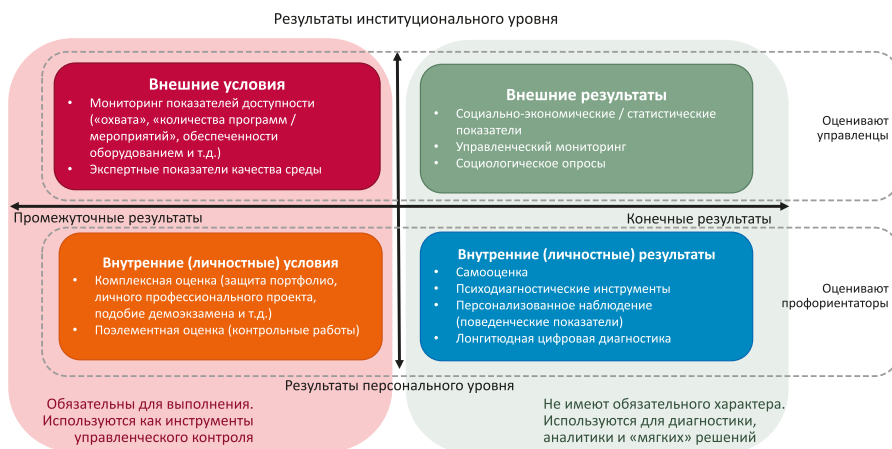 Результаты институционального уровня
Внешние условия
• Мониторинг показателей доступности
(«охвата», «количества программ /
мероприятий», обеспеченности
оборудованием и т.д.)
• Экспертные показатели качества среды
Внешние результаты
• Социально-экономические / статистические
показатели
• Управленческий мониторинг
• Социологическое опросы
Оценивают
управленцы
Промежуточные результаты
Конечные результаты
Внутренние (личностные) условия
• Комплексная оценка (защита портфолио,
личного профессионального проекта,
подобие демоэкзамена и т.д.)
• Поэлементная оценка (контрольные работы)
Внутренние (личностные) результаты
• Самооценка
• Психодиагностические инструменты
• Персонализованное наблюдение
(поведенческие показатели)
• Лонгитюдная цифровая диагностика
Оценивают
профориентаторы
Результаты персонального уровня
Обязательны для выполнения.
Используются как инструменты
управленческого контроля
Не имеют обязательного характера.
Используются для диагностики,
аналитики и «мягких» решений